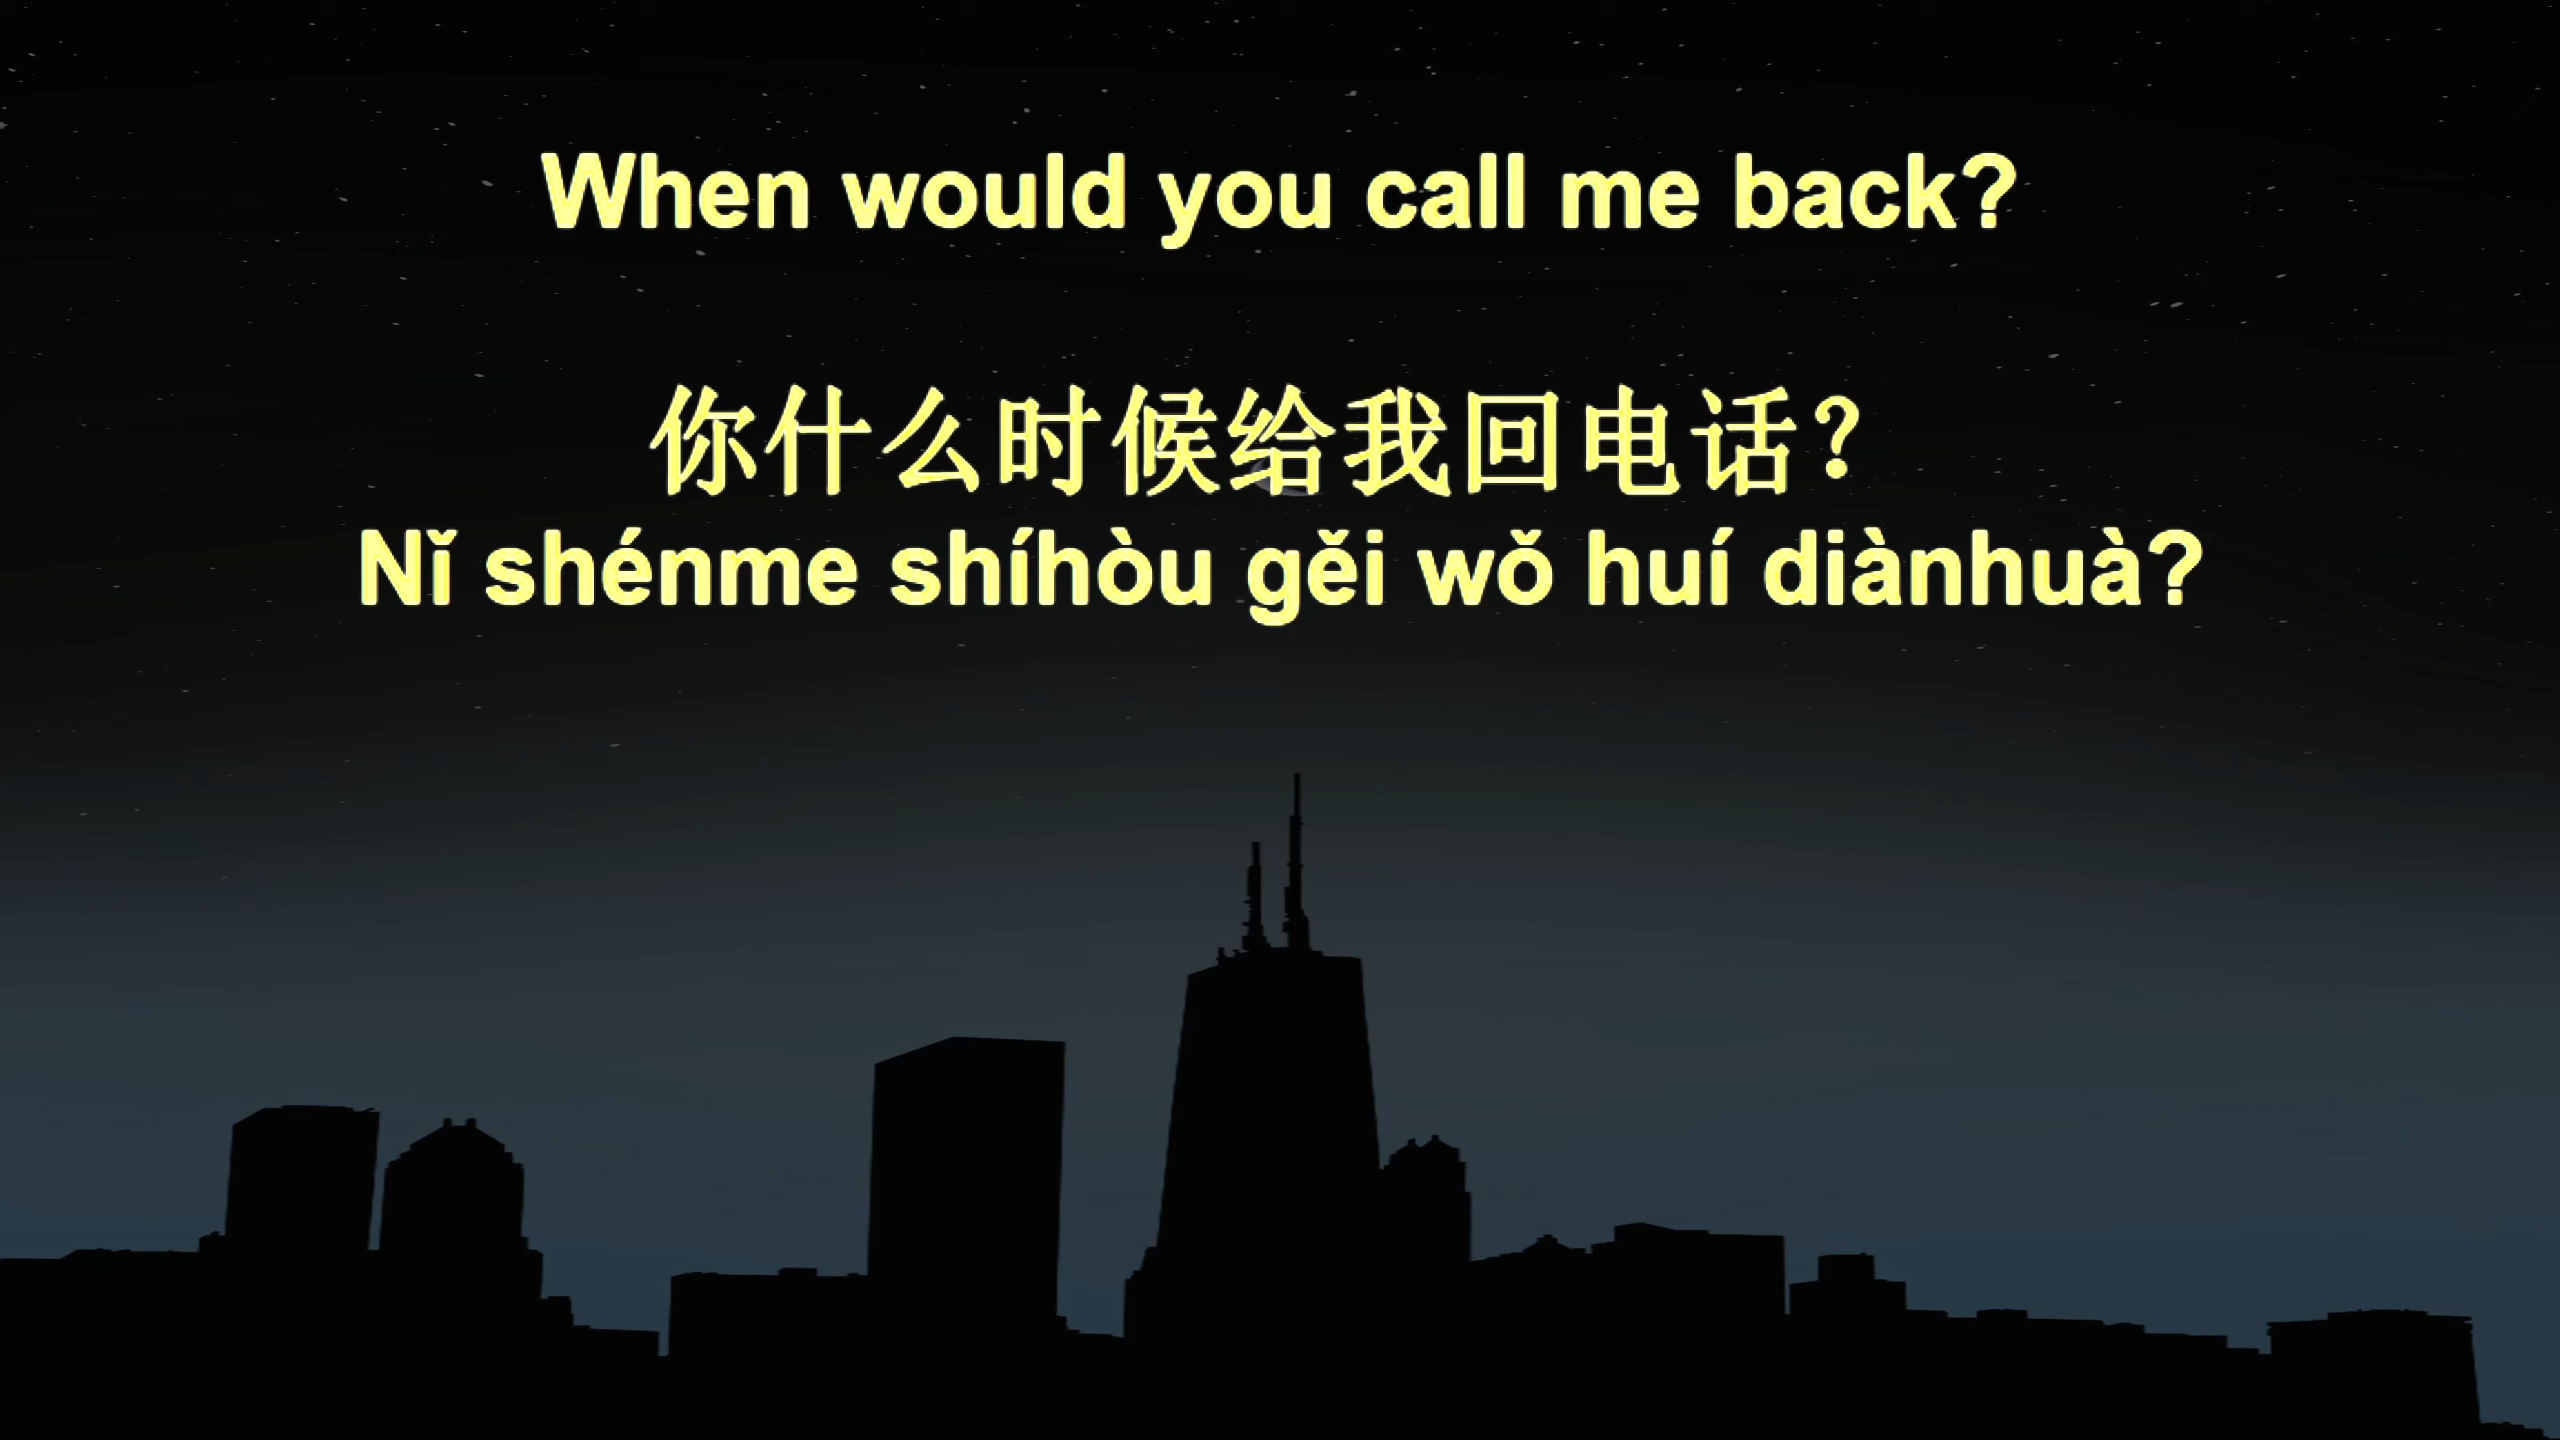 When would you call me back?
你什么时候给我回电话？
Nǐ shénme shíhòu gěi wǒ huí diànhuà?